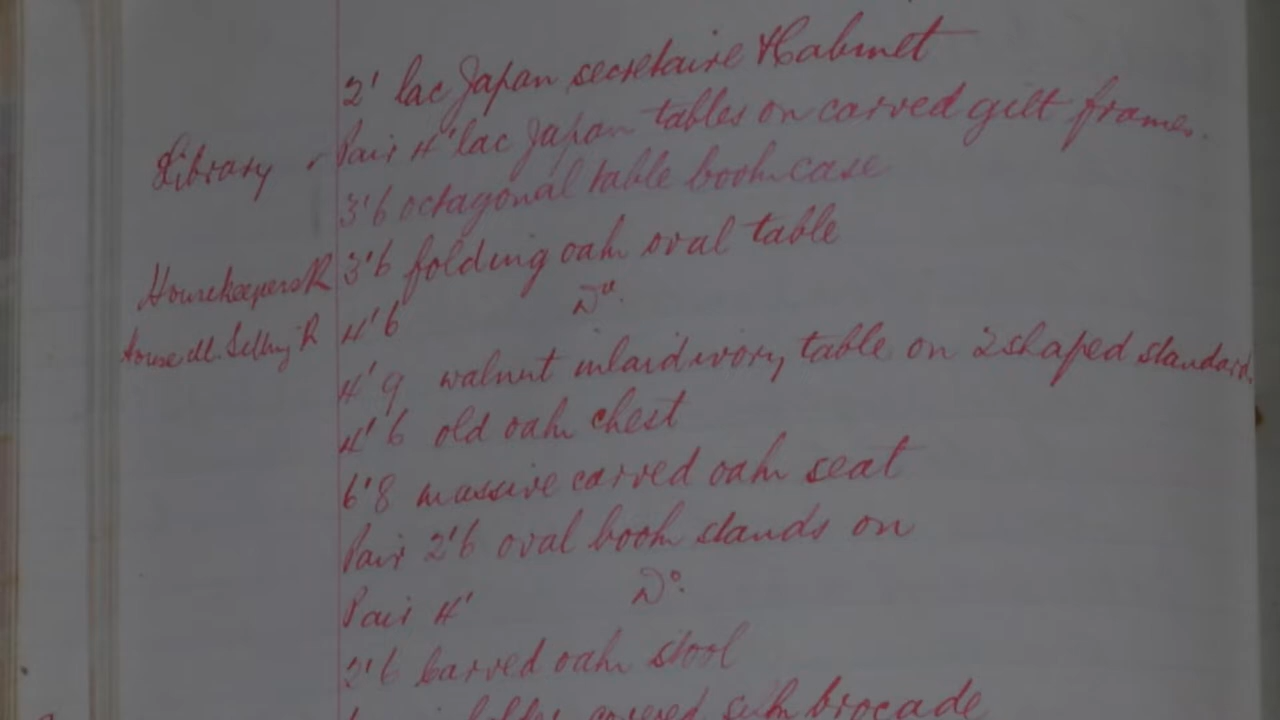 2' lac Japan secretaire & Cabinet
Library Pair 4' lac Japan tables on carved gilt frames.
3'6 octagonal table book case
Housekeepers R 3'6 folding oak oval table
R 4'6 Do.
4'9 walnut inlaid ivory table on 2 shaped standards
4'6 old oak chest
6'8 massive carved oak seat
Pair 2'6 oval book stands on
Pair 4' Do.
2'6 carved oak stool
covered silk brocade